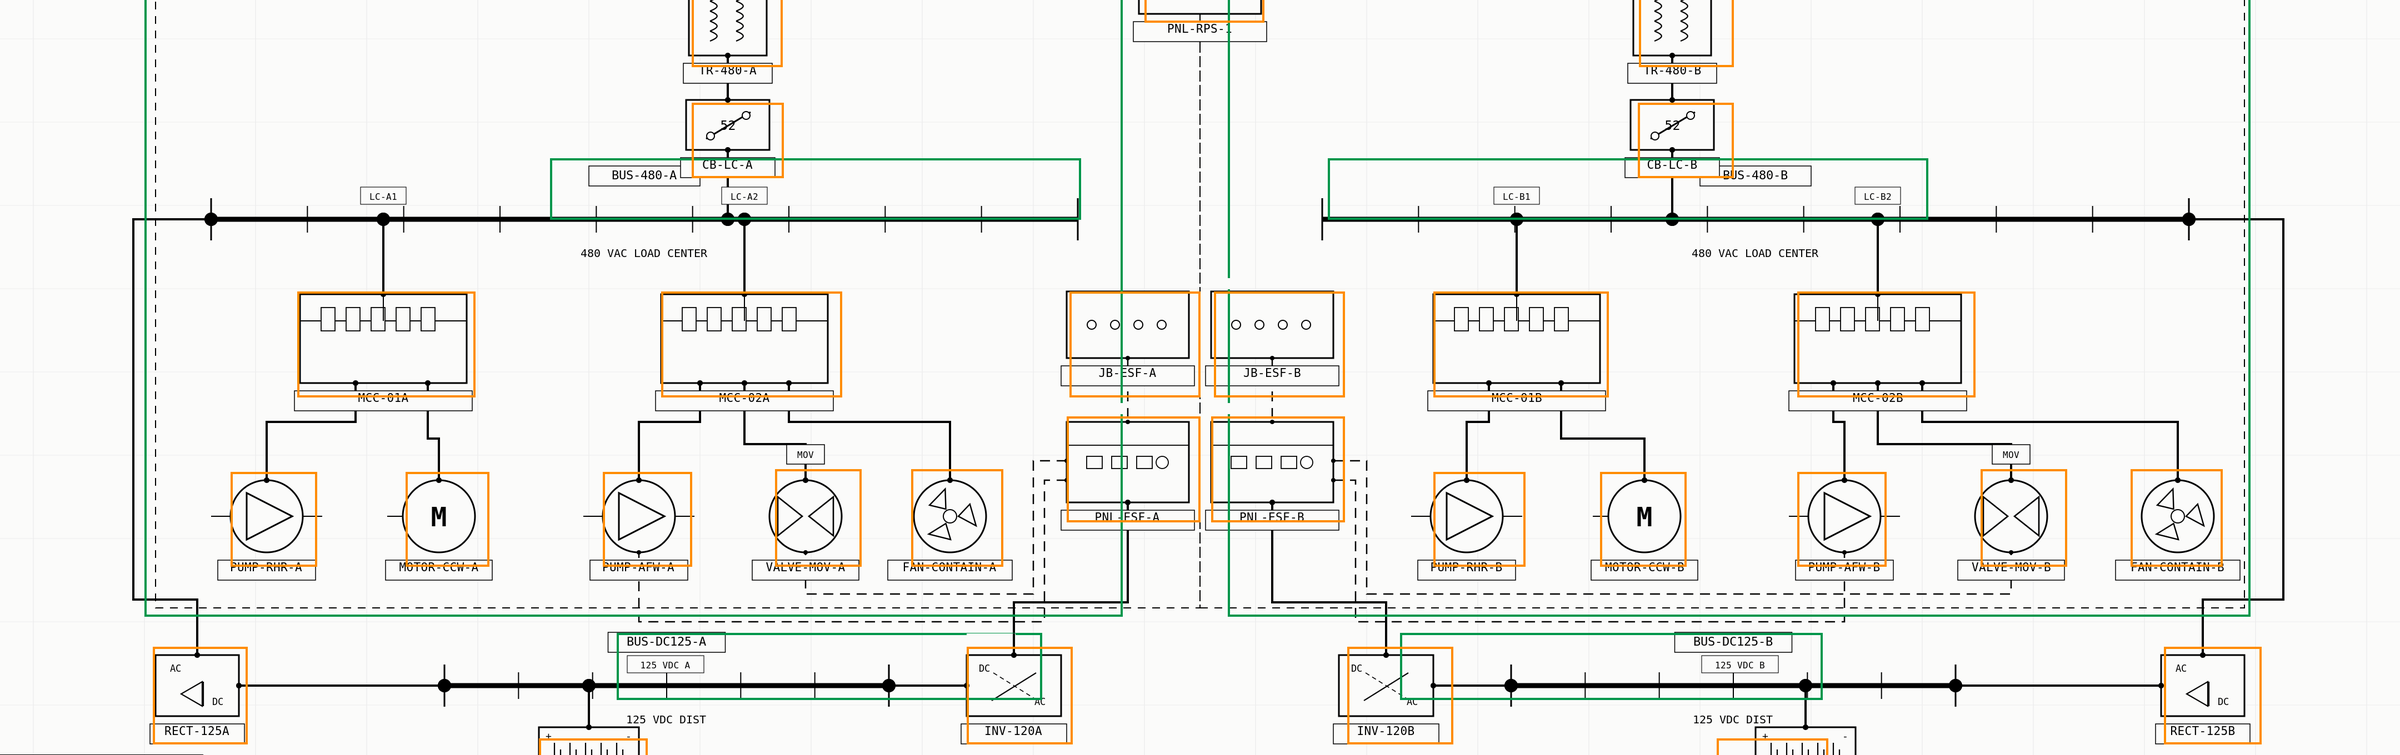 PNL-RPS-1
TR-480-A
TR-480-B
52
52
CB-LC-A
CB-LC-B
BUS-480-A
BUS-480-B
LC-A1
LC-A2
LC-B1
LC-B2
480 VAC LOAD CENTER
480 VAC LOAD CENTER
JB-ESF-A
JB-ESF-B
MCC-01A
MCC-02A
MCC-01B
MCC-02B
MOV
MOV
M
M
PNL-ESF-A
PNL-ESF-B
PUMP-RHR-A
MOTOR-CCW-A
PUMP-AFW-A
VALVE-MOV-A
FAN-CONTAIN-A
PUMP-RHR-B
MOTOR-CCW-B
PUMP-AFW-B
VALVE-MOV-B
FAN-CONTAIN-B
BUS-DC125-A
BUS-DC125-B
125 VDC A
125 VDC B
AC
DC
DC
AC
DC
AC
AC
DC
125 VDC DIST
125 VDC DIST
RECT-125A
INV-120A
INV-120B
RECT-125B
+ -
+ -